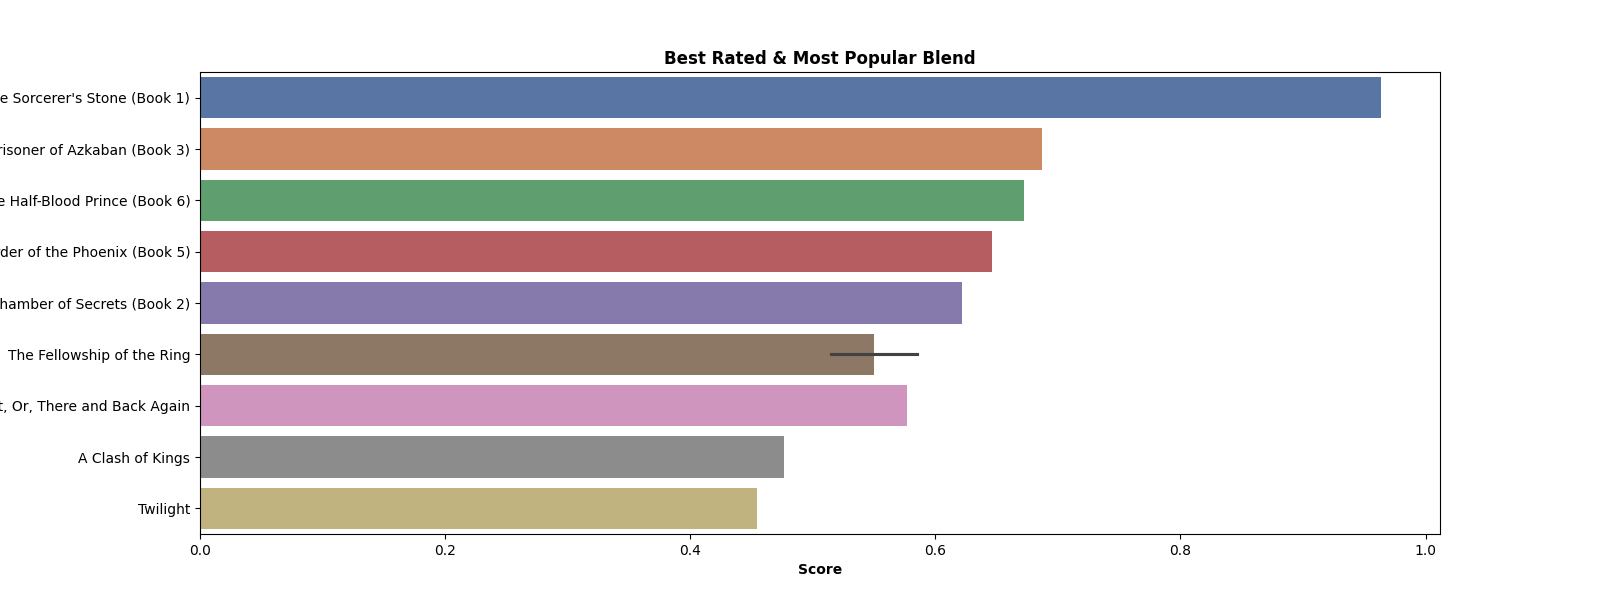 Best Rated & Most Popular Blend
e Sorcerer's Stone (Book 1)
risoner of Azkaban (Book 3)
e Half-Blood Prince (Book 6)
der of the Phoenix (Book 5)
hamber of Secrets (Book 2)
The Fellowship of the Ring
t, Or, There and Back Again
A Clash of Kings
Twilight
0.0 0.2 0.4 0.6 0.8 1.0
Score